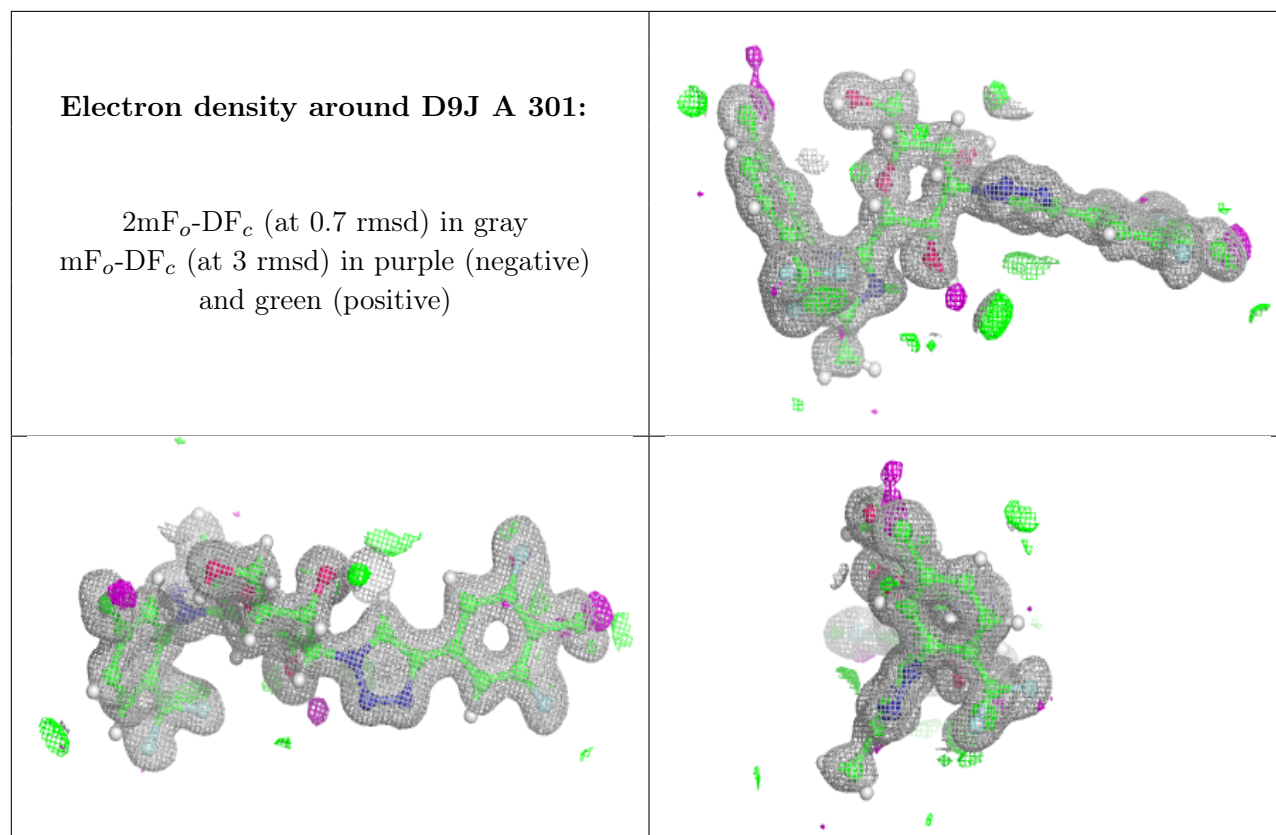 Electron density around D9J A 301:
2mFo-DFc (at 0.7 rmsd) in gray
mFo-DFc (at 3 rmsd) in purple (negative)
and green (positive)